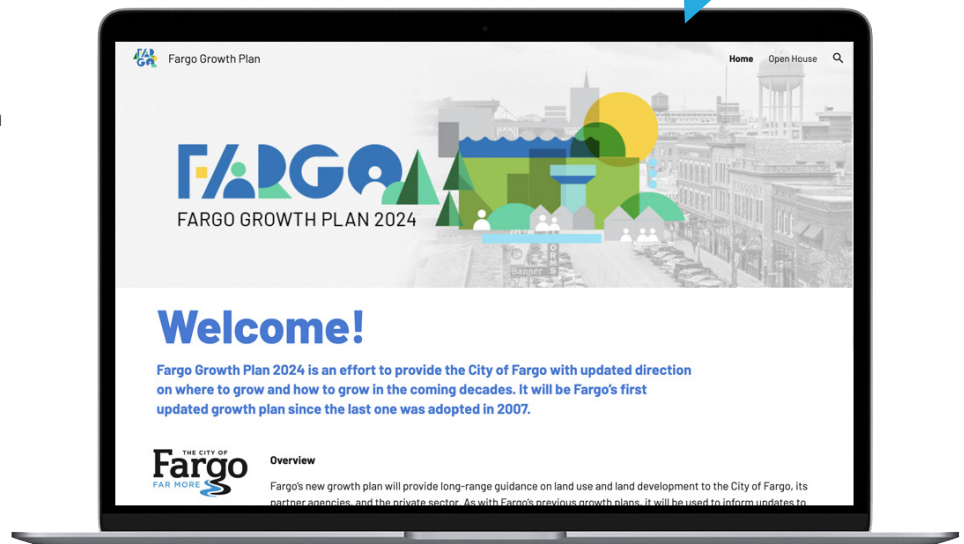 FARGO
Fargo Growth Plan
Home
Open House
FARGO
FARGO GROWTH PLAN 2024
Banner
ORMS
Welcome!
Fargo Growth Plan 2024 is an effort to provide the City of Fargo with updated direction
on where to grow and how to grow in the coming decades. It will be Fargo's first
updated growth plan since the last one was adopted in 2007.
THE CITY OF
Fargo
FAR MORE
Overview
Fargo's new growth plan will provide long-range guidance on land use and land development to the City of Fargo, its
partner agencies, and the private sector. As with Fargo's previous growth plans, it will be used to inform updates to